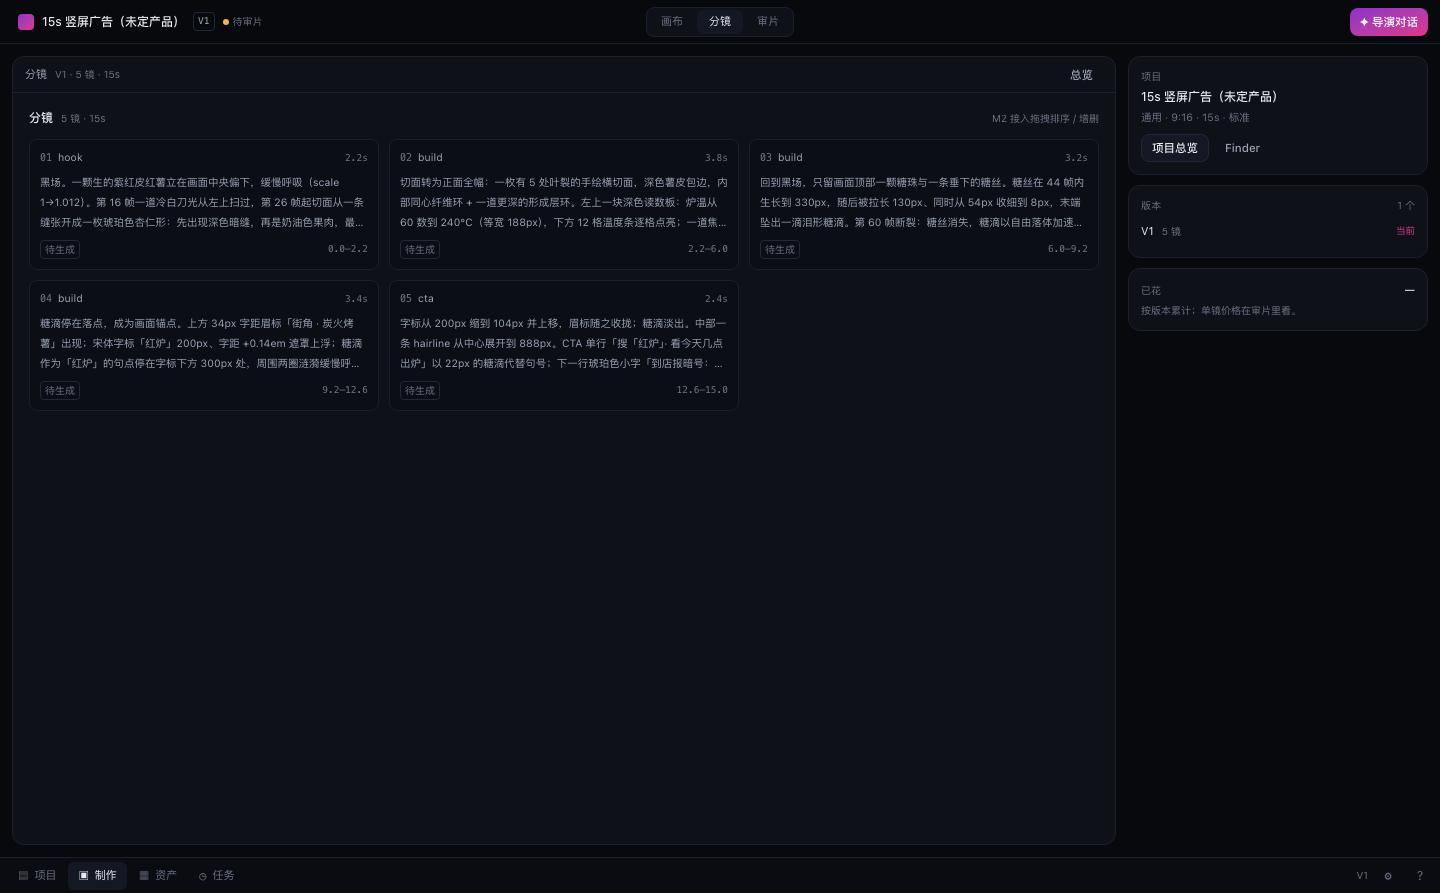 15s 竖屏广告（未定产品） V1 待审片
画布 分镜 审片
✦ 导演对话
分镜 V1 · 5 镜 · 15s 总览
分镜 5 镜 · 15s M2 接入拖拽排序 / 增删
01 hook 2.2s
黑场。一颗生的紫红皮红薯立在画面中央偏下，缓慢呼吸（scale
1→1.012）。第 16 帧一道冷白刀光从左上扫过，第 26 帧起切面从一条
缝张开成一枚琥珀色杏仁形：先出现深色暗缝，再是奶油色果肉，最…
待生成 0.0—2.2
02 build 3.8s
切面转为正面全幅：一枚有 5 处叶裂的手绘横切面，深色薯皮包边，内
部同心纤维环 + 一道更深的形成层环。左上一块深色读数板：炉温从
60 数到 240°C（等宽 188px），下方 12 格温度条逐格点亮；一道焦…
待生成 2.2—6.0
03 build 3.2s
回到黑场，只留画面顶部一颗糖珠与一条垂下的糖丝。糖丝在 44 帧内
生长到 330px，随后被拉长 130px、同时从 54px 收细到 8px，末端
坠出一滴泪形糖滴。第 60 帧断裂：糖丝消失，糖滴以自由落体加速…
待生成 6.0—9.2
04 build 3.4s
糖滴停在落点，成为画面锚点。上方 34px 字距眉标「街角 · 炭火烤
薯」出现；宋体字标「红炉」200px、字距 +0.14em 遮罩上浮；糖滴
作为「红炉」的句点停在字标下方 300px 处，周围两圈涟漪缓慢呼…
待生成 9.2—12.6
05 cta 2.4s
字标从 200px 缩到 104px 并上移，眉标随之收拢；糖滴淡出。中部一
条 hairline 从中心展开到 888px。CTA 单行「搜「红炉」· 看今天几点
出炉」以 22px 的糖滴代替句号；下一行琥珀色小字「到店报暗号：…
待生成 12.6—15.0
项目
15s 竖屏广告（未定产品）
通用 · 9:16 · 15s · 标准
项目总览 Finder
版本 1 个
V1 5 镜 当前
已花 —
按版本累计；单镜价格在审片里看。
项目 制作 资产 任务 V1 ?